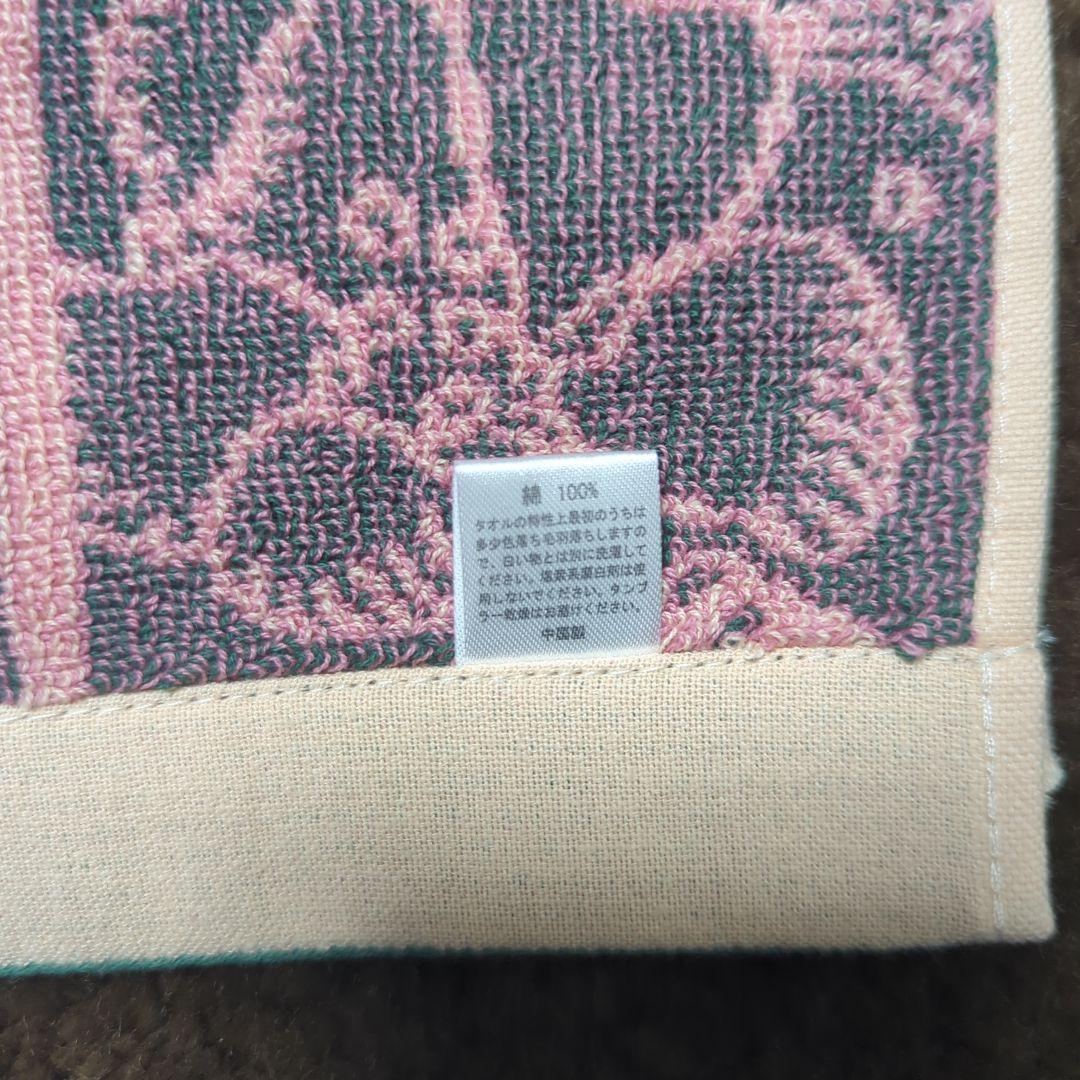 綿 100%
タオルの特性上最初のうちは
多少色落ち毛羽落ちしますの
で、白い物とは別に洗濯して
ください。塩素系漂白剤は使
用しないでください。タンブ
ラー乾燥はお避けください。
中国製